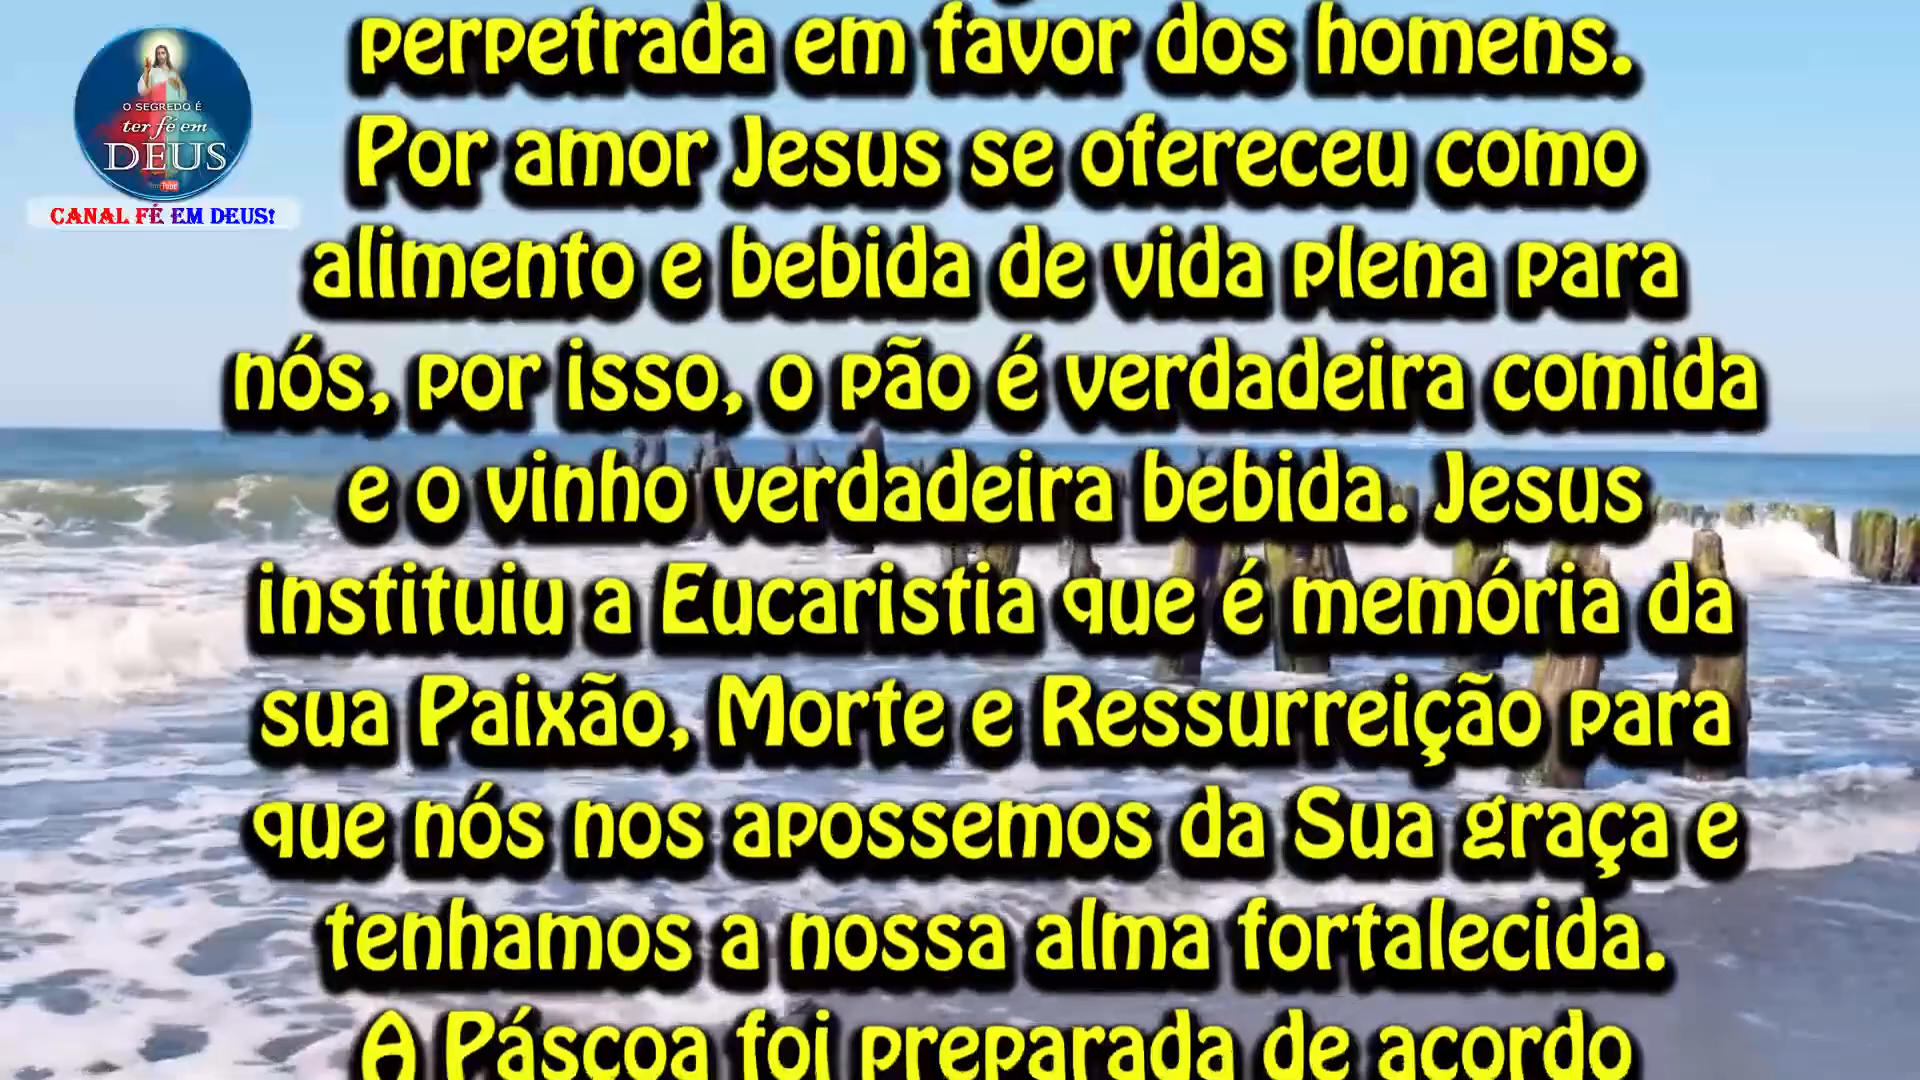 perpetrada em favor dos homens.
Por amor Jesus se ofereceu como
alimento e bebida de vida plena para
nós, por isso, o pão é verdadeira comida
e o vinho verdadeira bebida. Jesus
instituiu a Eucaristia que é memória da
sua Paixão, Morte e Ressurreição para
que nós nos apossemos da Sua graça e
tenhamos a nossa alma fortalecida.
A Páscoa foi preparada de acordo
O SEGREDO É
ter fé em
DEUS
YouTube
CANAL FÉ EM DEUS!